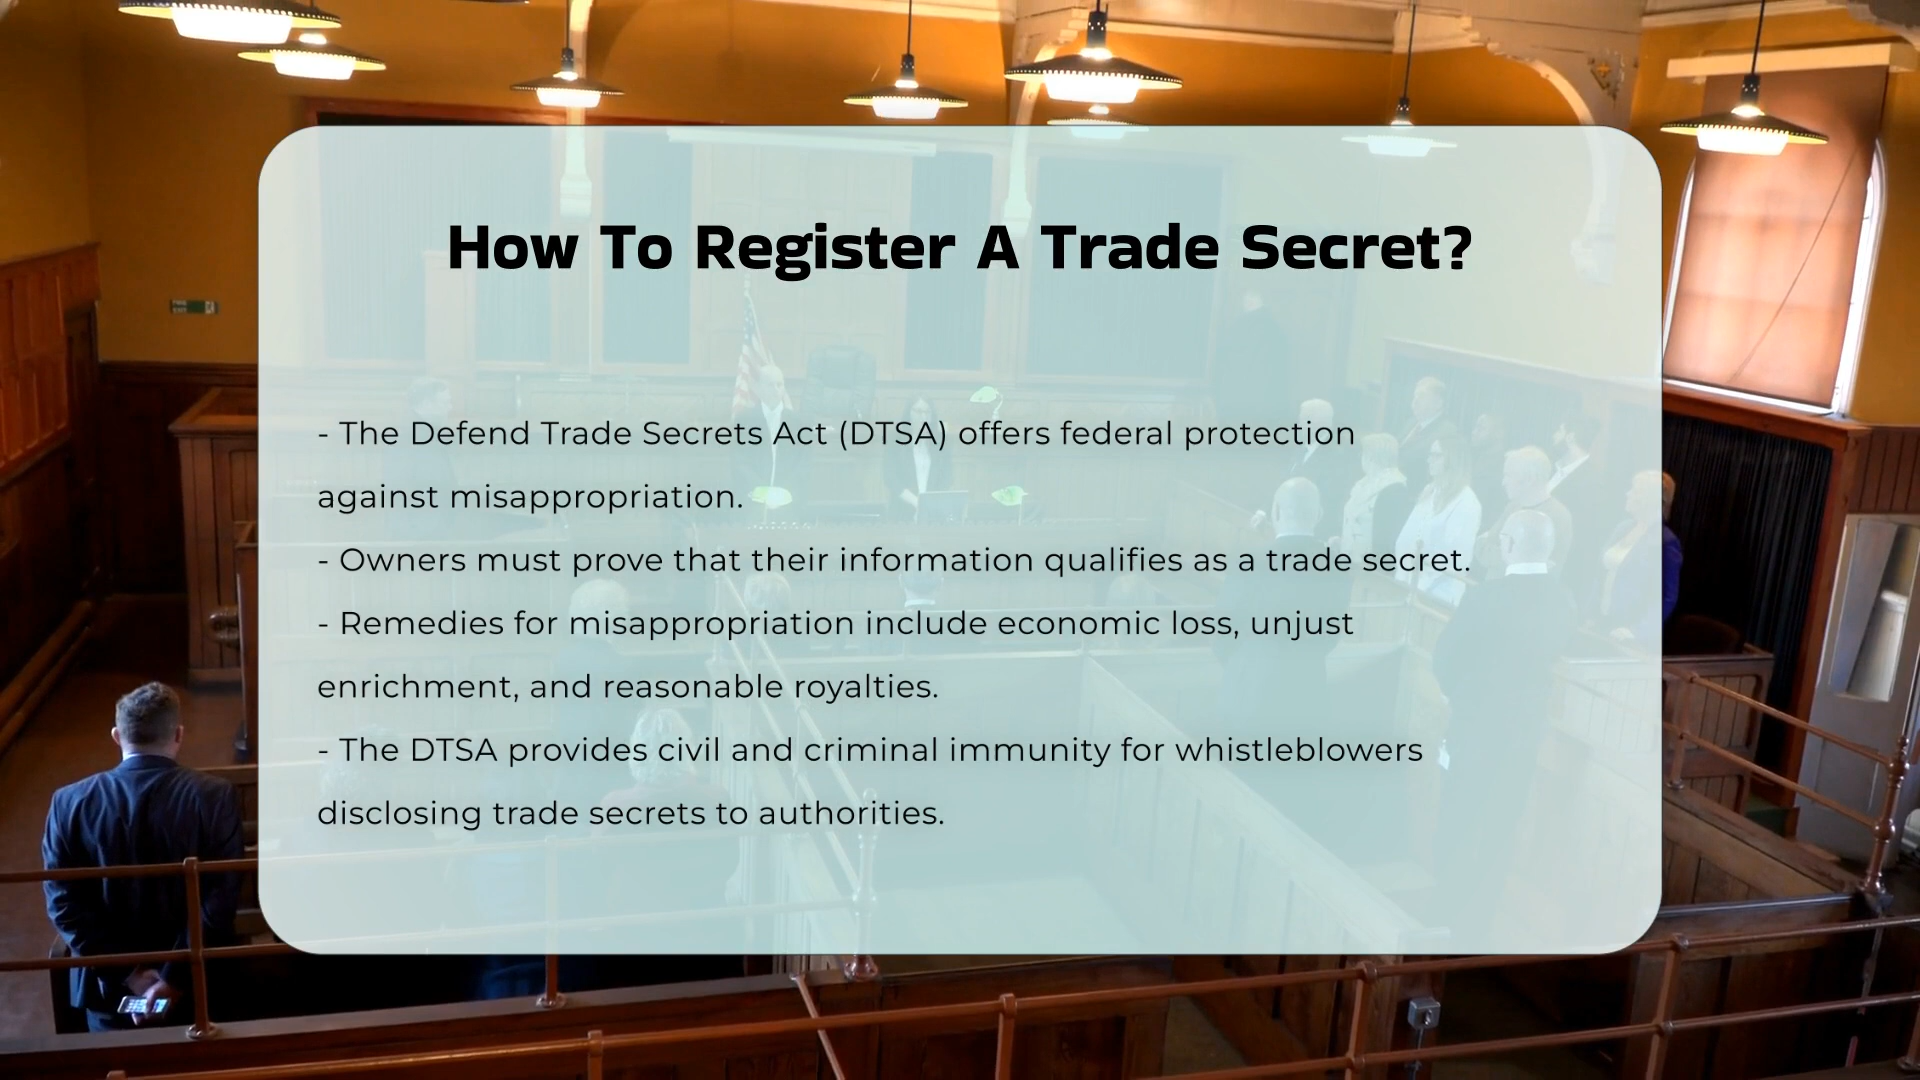 How To Register A Trade Secret?
- The Defend Trade Secrets Act (DTSA) offers federal protection
against misappropriation.
- Owners must prove that their information qualifies as a trade secret.
- Remedies for misappropriation include economic loss, unjust
enrichment, and reasonable royalties.
- The DTSA provides civil and criminal immunity for whistleblowers
disclosing trade secrets to authorities.